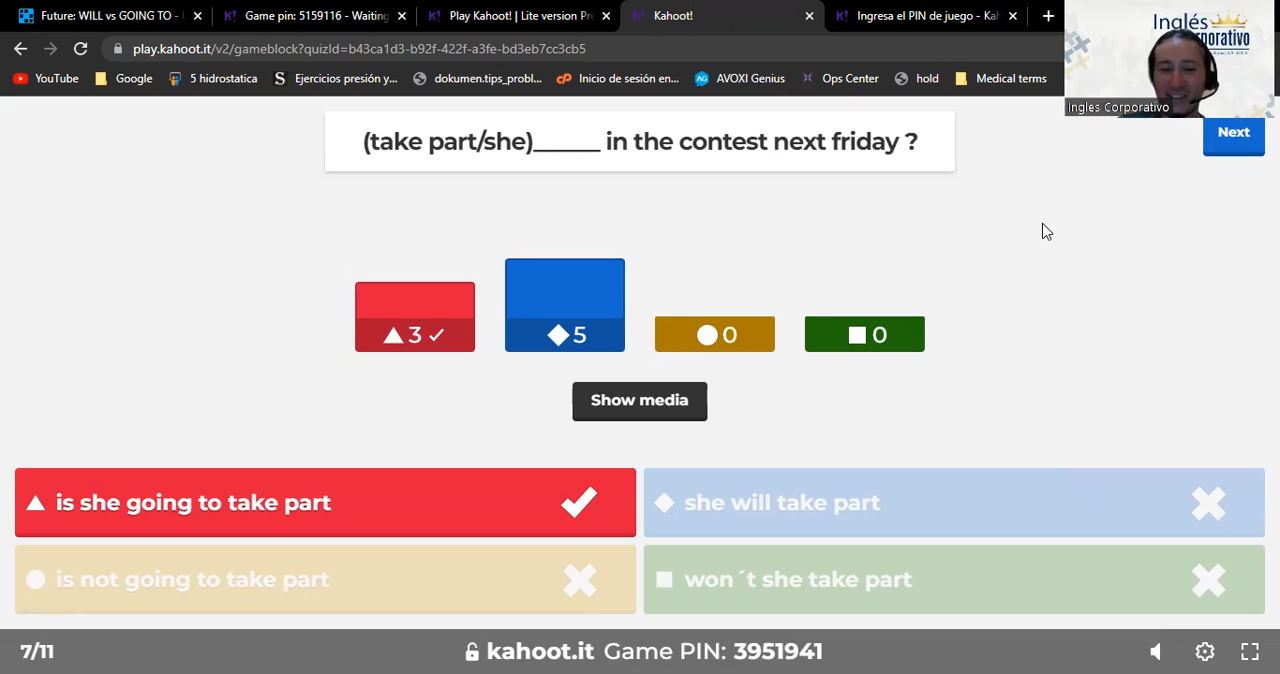 Future: WILL vs GOING TO -
Game pin: 5159116 - Waiting
Play Kahoot! | Lite version Pre
Kahoot!
Ingresa el PIN de juego - Kah
play.kahoot.it/v2/gameblock?quizId=b43ca1d3-b92f-422f-a3fe-bd3eb7cc3cb5
YouTube
Google
5 hidrostatica
Ejercicios presión y...
dokumen.tips_probl...
Inicio de sesión en...
AVOXI Genius
Ops Center
hold
Medical terms
Inglés
Ingles Corporativo
(take part/she)______ in the contest next friday ?
Next
3
5
0
0
Show media
is she going to take part
she will take part
is not going to take part
won´t she take part
7/11
kahoot.it Game PIN: 3951941